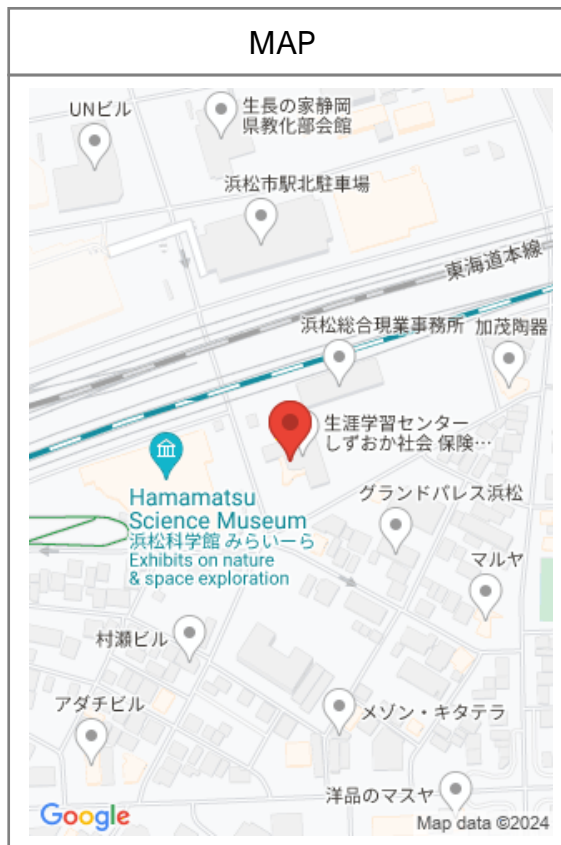 MAP
UNビル
生長の家静岡
県教化部会館
浜松市駅北駐車場
東海道本線
浜松総合現業事務所
加茂陶器
生涯学習センター
しずおか社会 保険…
Hamamatsu
Science Museum
浜松科学館 みらいーら
Exhibits on nature
& space exploration
グランドパレス浜松
マルヤ
村瀬ビル
アダチビル
メゾン・キタテラ
洋品のマスヤ
Google
Map data ©2024